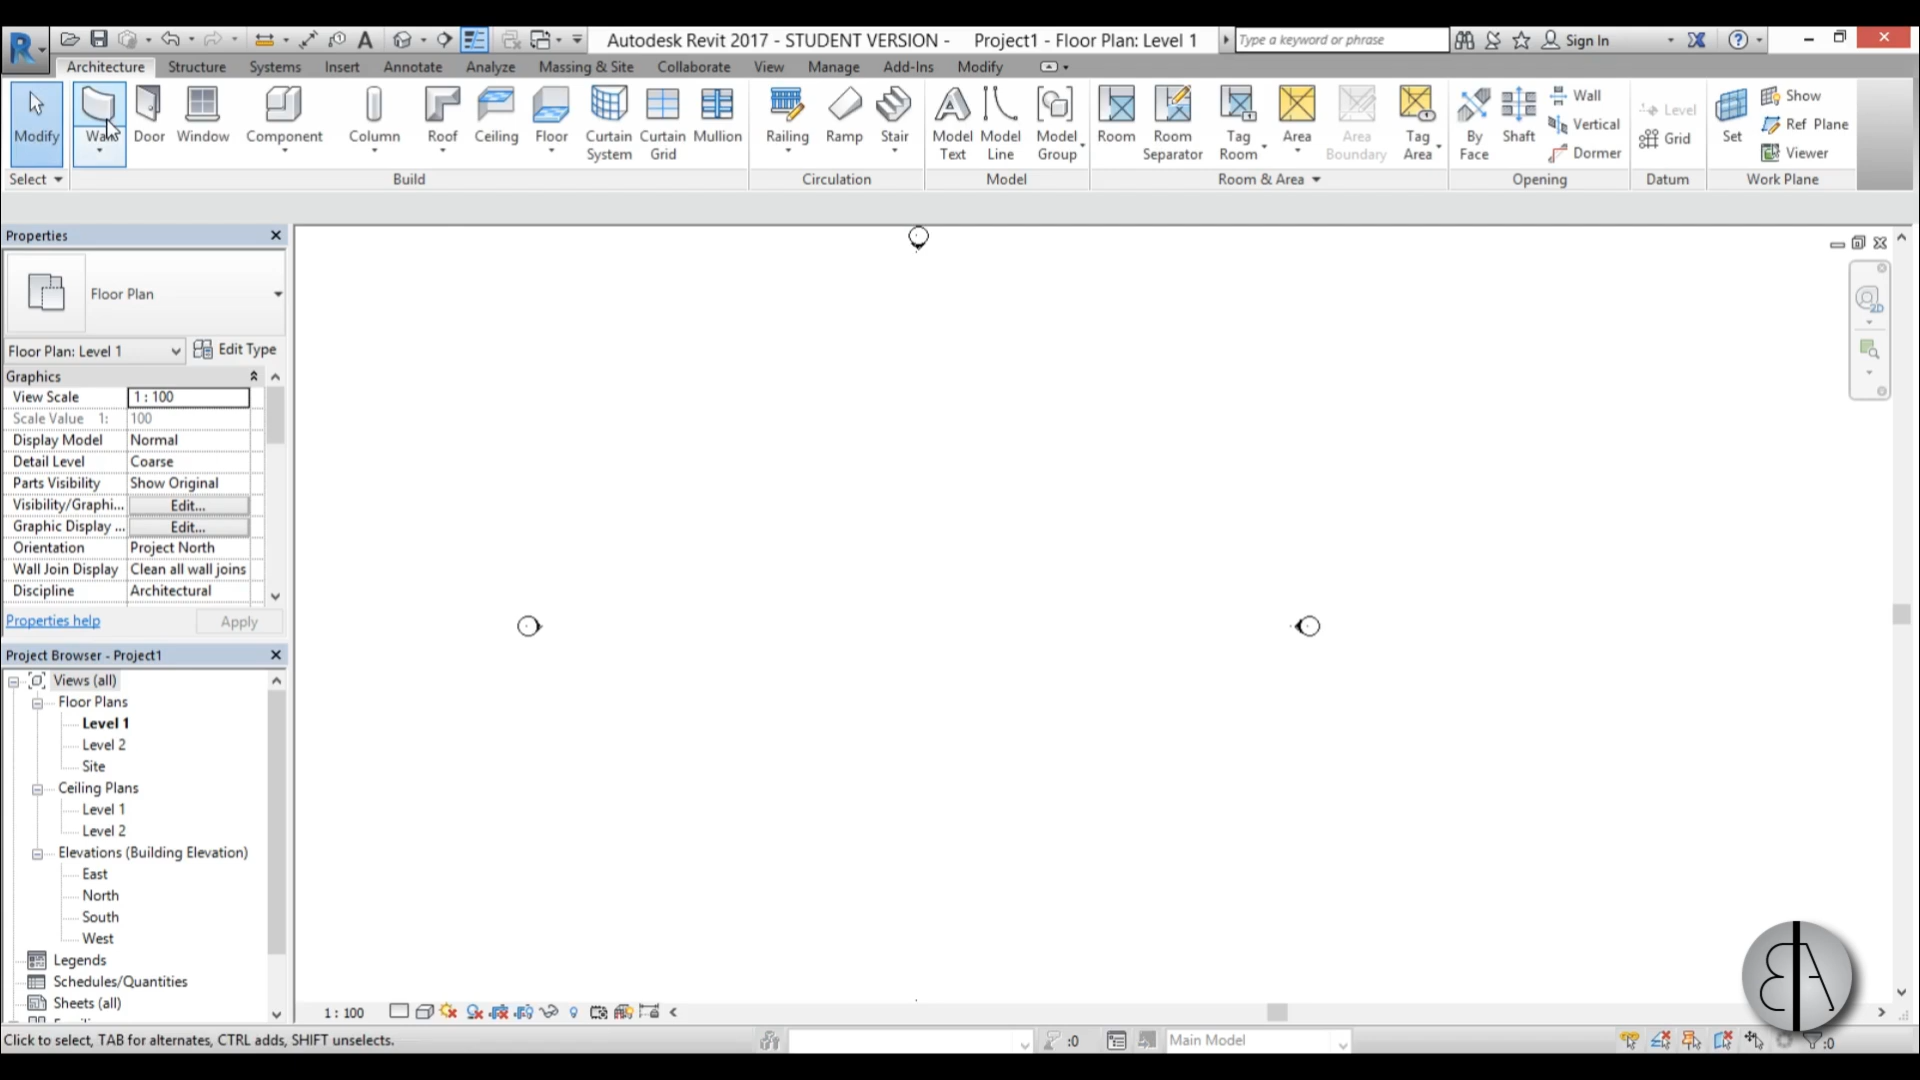 Autodesk Revit 2017 - STUDENT VERSION - Project1 - Floor Plan: Level 1
Type a keyword or phrase
Sign In
Architecture Structure Systems Insert Annotate Analyze Massing & Site Collaborate View Manage Add-Ins Modify
Modify Wall Door Window Component Column Roof Ceiling Floor Curtain System Curtain Grid Mullion Railing Ramp Stair Model Text Model Line Model Group Room Room Separator Tag Room Area Area Boundary Tag Area By Face Shaft Wall Vertical Dormer Level Grid Set Show Ref Plane Viewer
Select Build Circulation Model Room & Area Opening Datum Work Plane
Properties
Floor Plan
Floor Plan: Level 1 Edit Type
Graphics
View Scale 1 : 100
Scale Value 1: 100
Display Model Normal
Detail Level Coarse
Parts Visibility Show Original
Visibility/Graphi... Edit...
Graphic Display ... Edit...
Orientation Project North
Wall Join Display Clean all wall joins
Discipline Architectural
Properties help Apply
Project Browser - Project1
Views (all)
Floor Plans
Level 1
Level 2
Site
Ceiling Plans
Level 1
Level 2
Elevations (Building Elevation)
East
North
South
West
Legends
Schedules/Quantities
Sheets (all)
1 : 100
2D
BA
Click to select, TAB for alternates, CTRL adds, SHIFT unselects.
:0
Main Model
:0